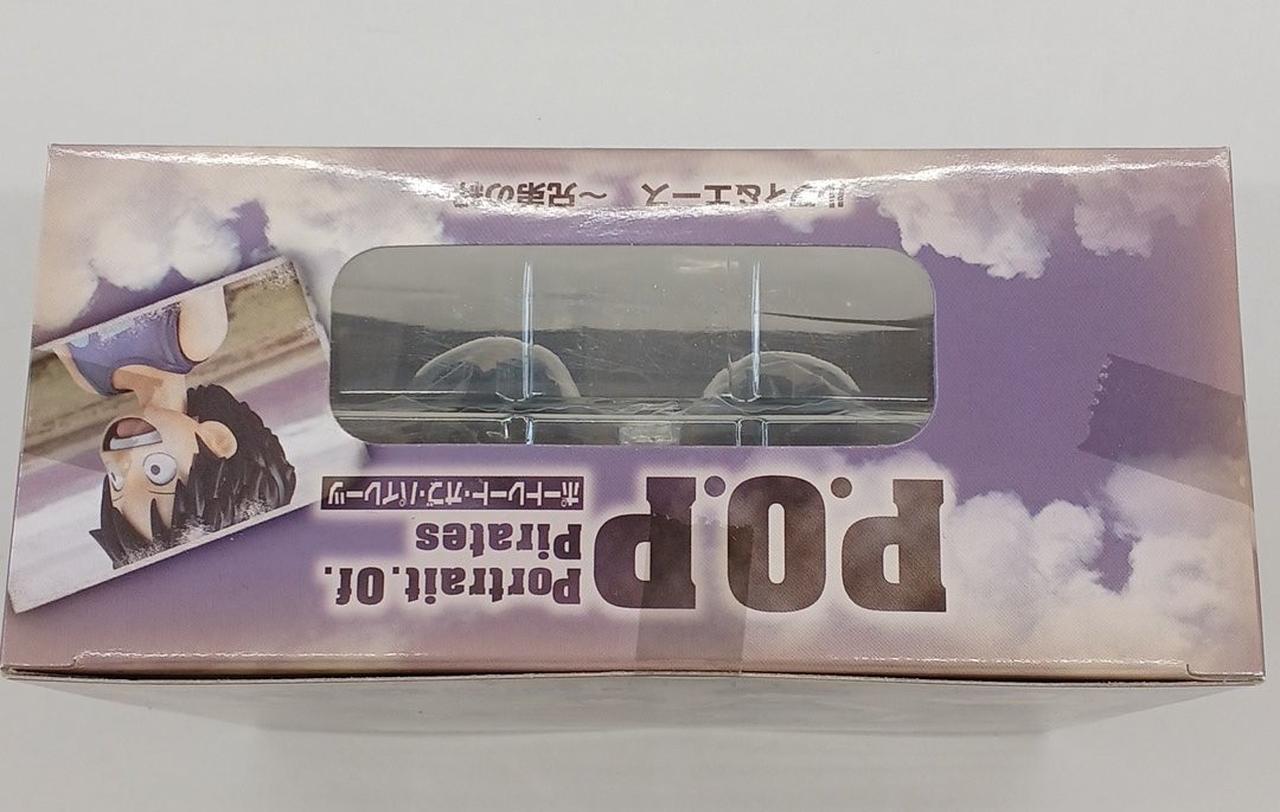 P.O.P
Portrait.Of.
Pirates
ポートレート・オブ・パイレーツ
ルフィ&エース ～兄弟の絆